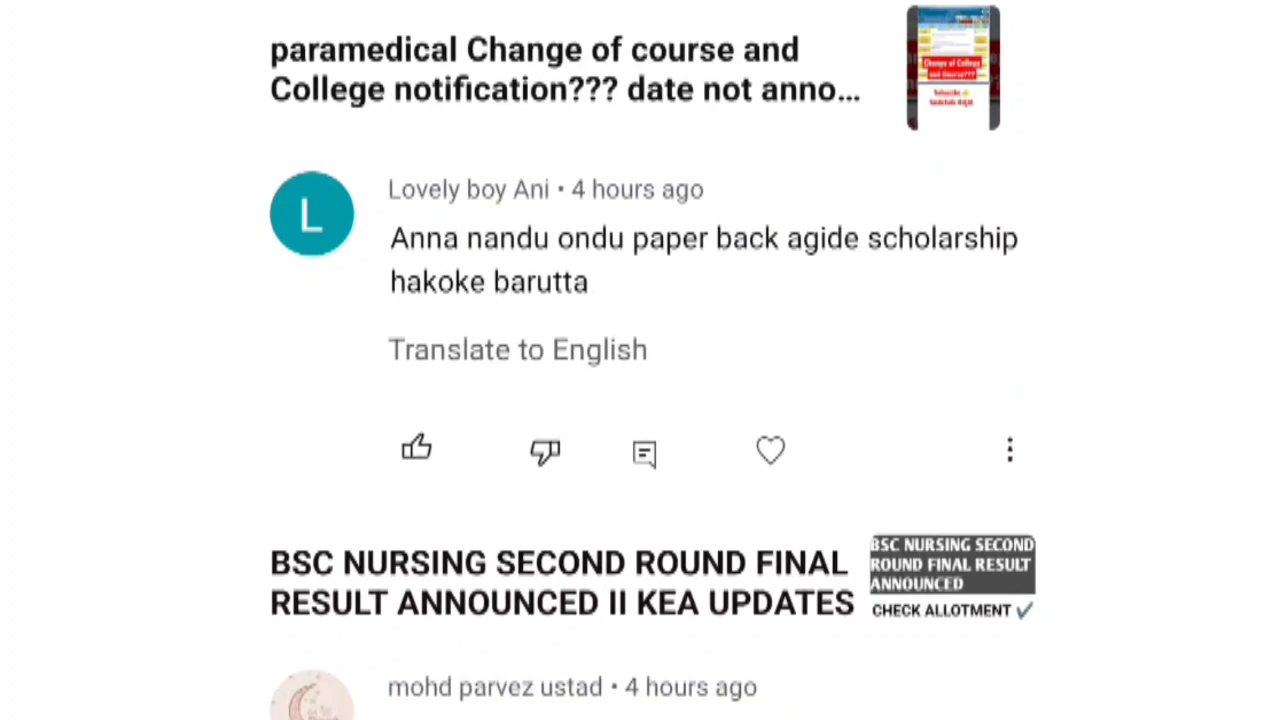 paramedical Change of course and
College notification??? date not anno...
Change of College
and Course???
Subscribe
Lovely boy Ani • 4 hours ago
Anna nandu ondu paper back agide scholarship
hakoke barutta
Translate to English
BSC NURSING SECOND ROUND FINAL
RESULT ANNOUNCED II KEA UPDATES
BSC NURSING SECOND
ROUND FINAL RESULT
ANNOUNCED
CHECK ALLOTMENT ✔
L
mohd parvez ustad • 4 hours ago